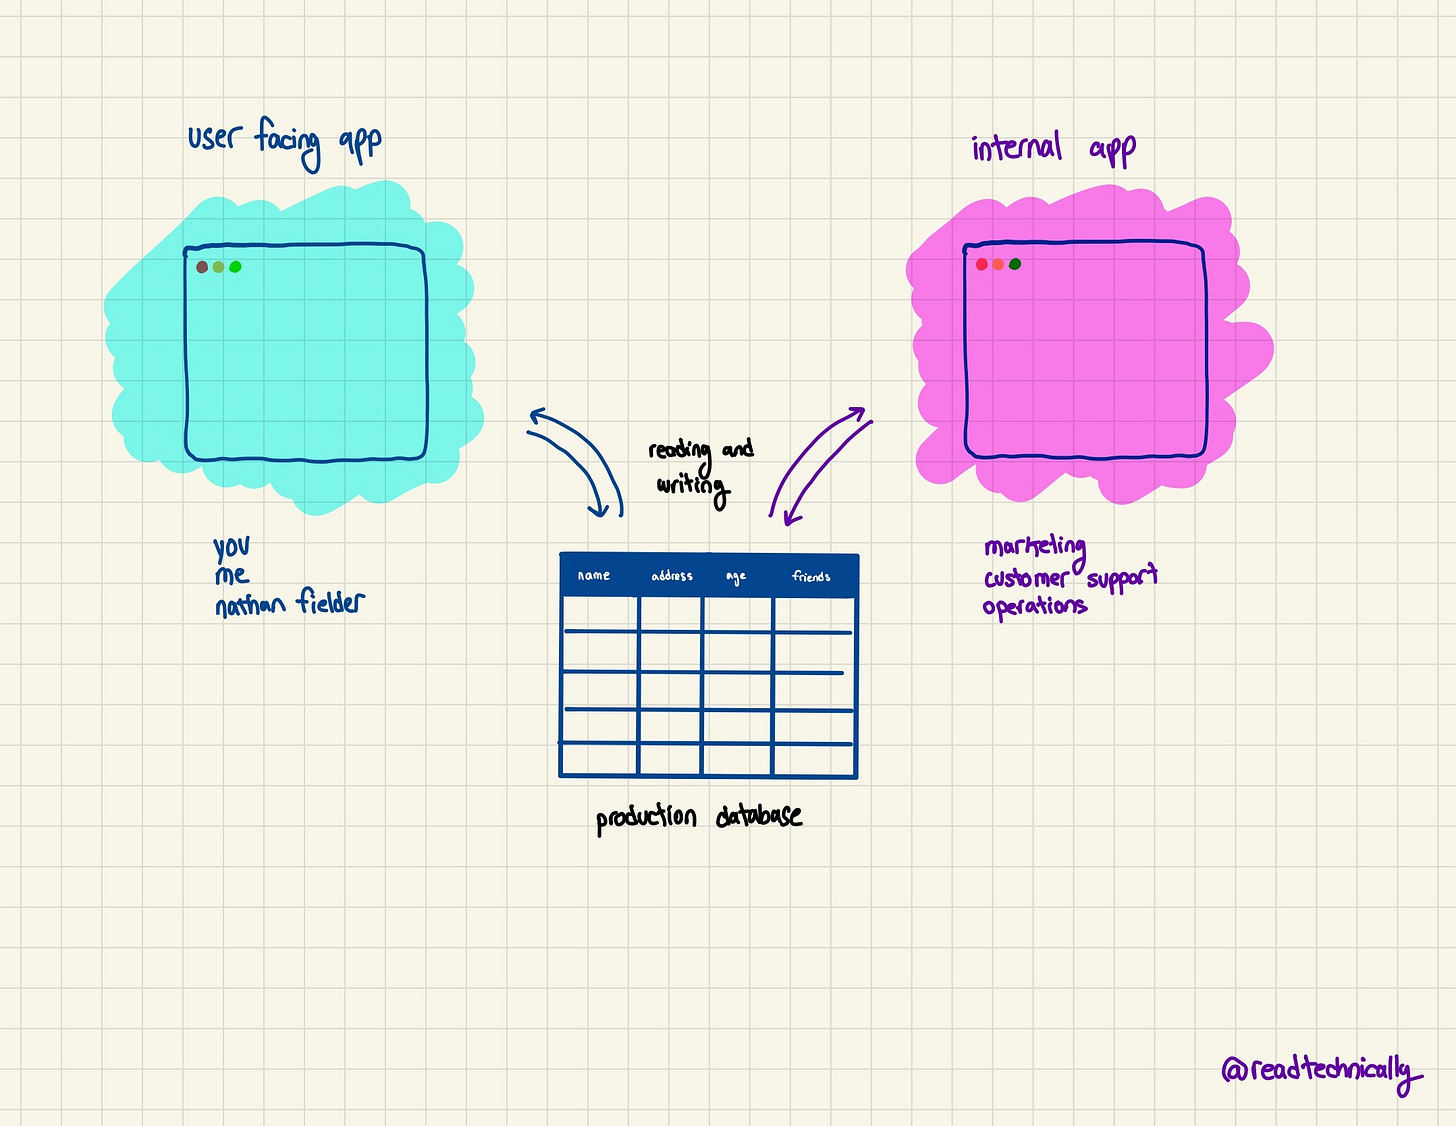 user facing app
internal app
reading and
writing
you
me
nathan fielder
marketing
customer support
operations
name address age friends
production database
@readtechnically